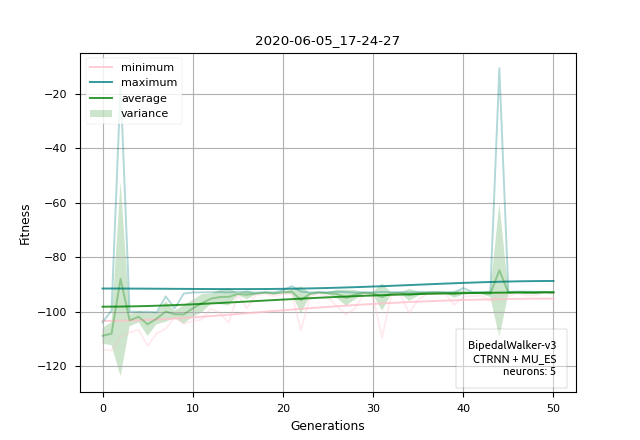 2020-06-05_17-24-27
minimum
maximum
average
variance
−20
−40
−60
−80
−100
−120
Fitness
0
10
20
30
40
50
Generations
BipedalWalker-v3
CTRNN + MU_ES
neurons: 5